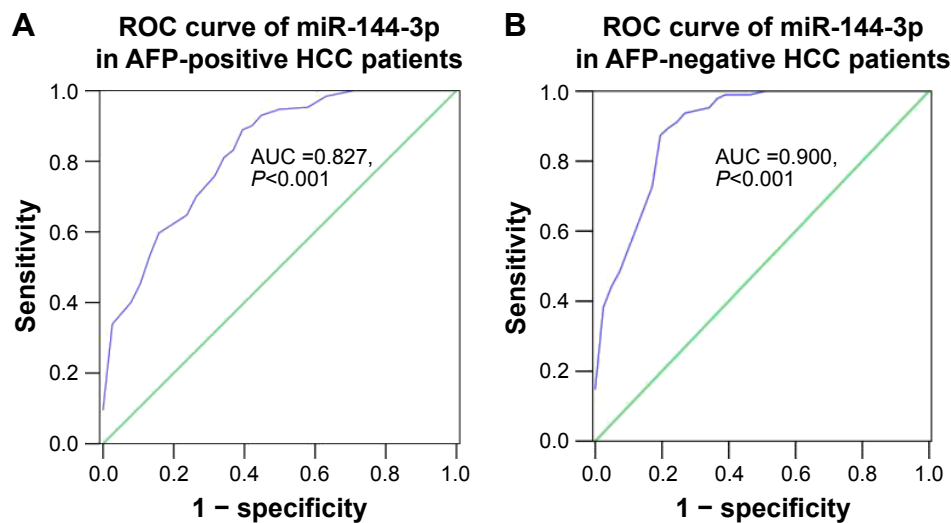 A
ROC curve of miR-144-3p
in AFP-positive HCC patients
1.0
0.8
0.6
0.4
0.2
0.0
Sensitivity
AUC =0.827,
P<0.001
0.0 0.2 0.4 0.6 0.8 1.0
1 − specificity
B
ROC curve of miR-144-3p
in AFP-negative HCC patients
1.0
0.8
0.6
0.4
0.2
0.0
Sensitivity
AUC =0.900,
P<0.001
0.0 0.2 0.4 0.6 0.8 1.0
1 − specificity